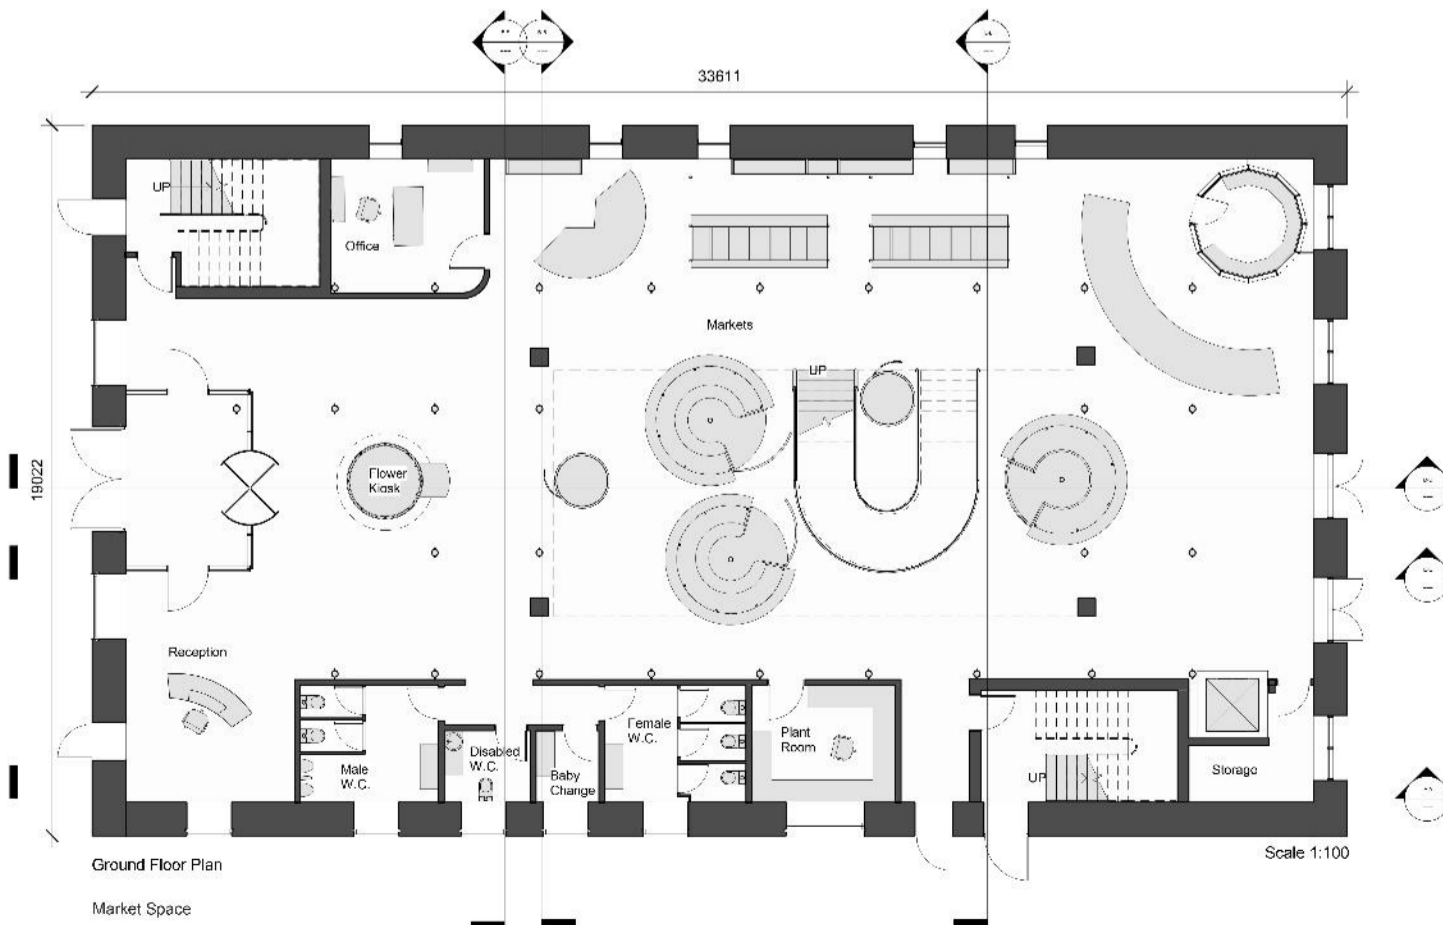 33611
19022
UP
Office
Markets
UP
Flower
Kiosk
Reception
Male
W.C.
Disabled
W.C.
Baby
Change
Female
W.C.
Plant
Room
UP
Storage
Ground Floor Plan
Scale 1:100
Market Space